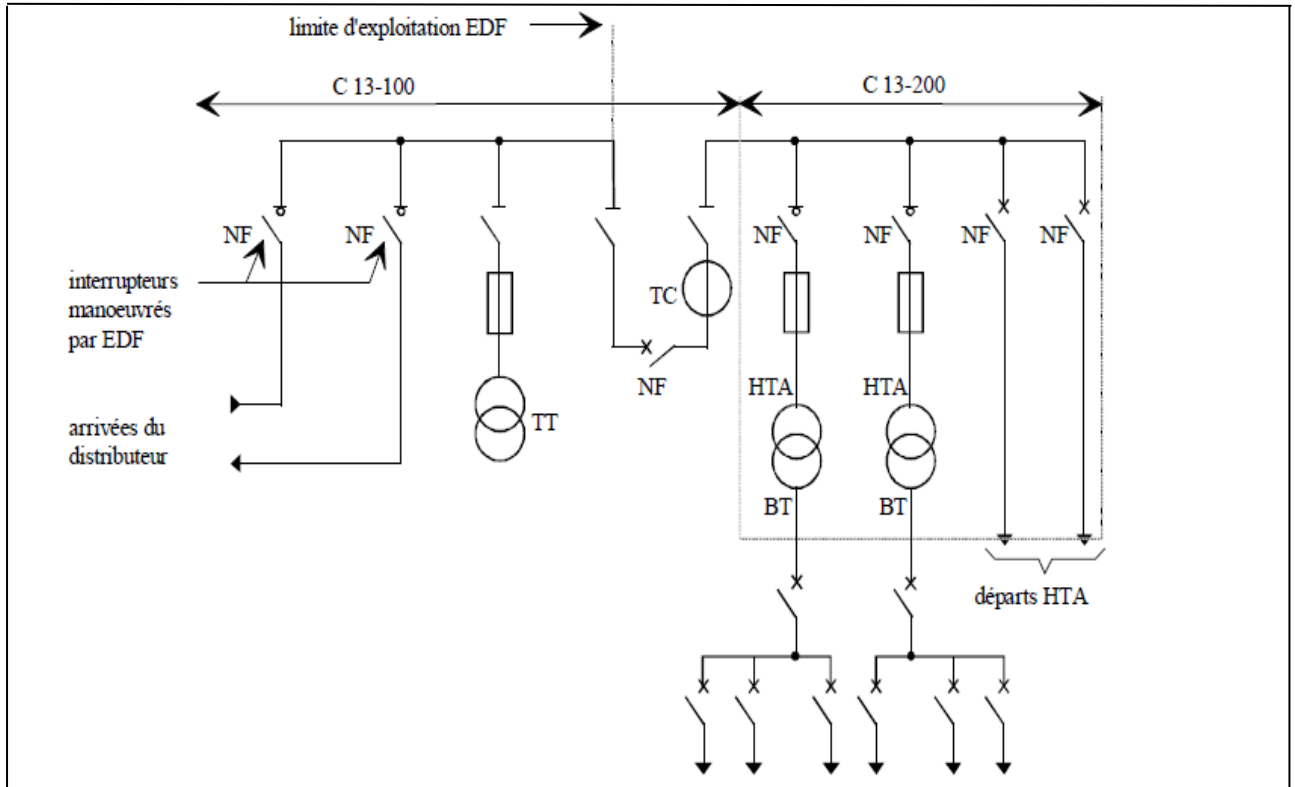 limite d'exploitation EDF
C 13-100
C 13-200
NF
NF
NF
NF
NF
NF
interrupteurs
manoeuvrés
par EDF
TC
NF
HTA
HTA
TT
arrivées du
distributeur
BT
BT
départs HTA